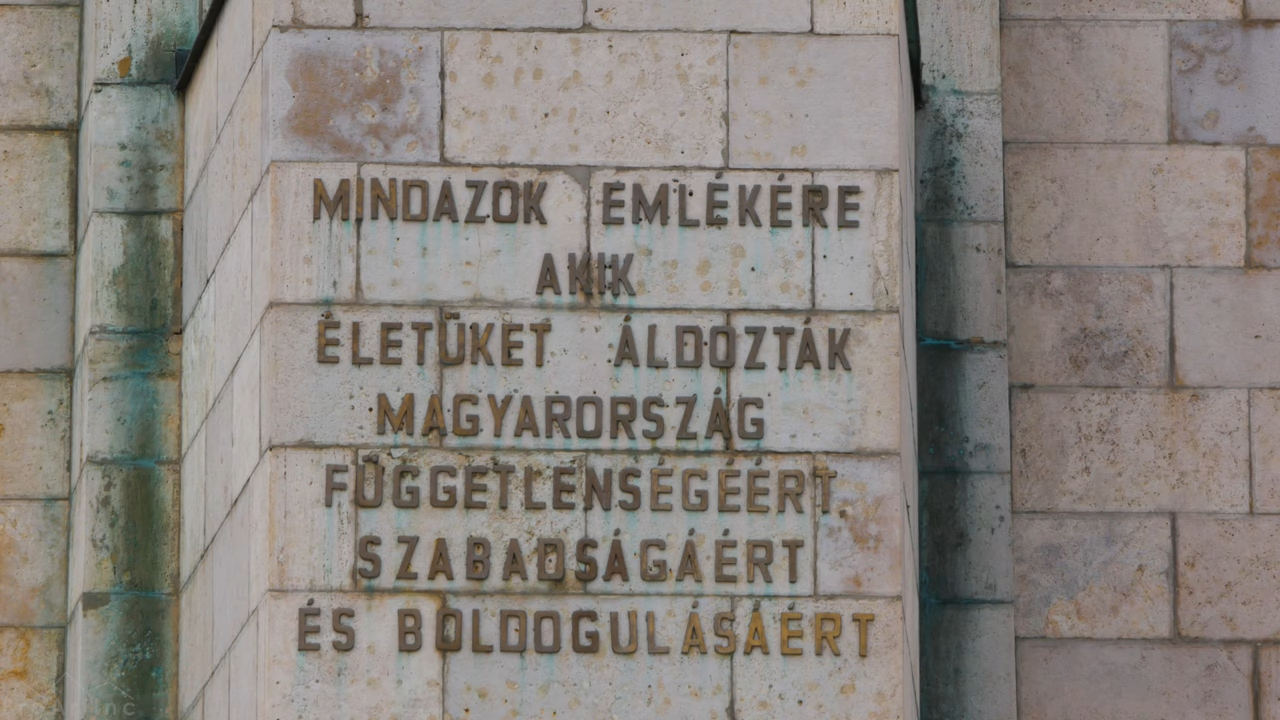 MINDAZOK EMLÉKÉRE
AKIK
ÉLETÜKET ÁLDOZTÁK
MAGYARORSZÁG
FÜGGETLENSÉGÉÉRT
SZABADSÁGÁÉRT
ÉS BOLDOGULÁSÁÉRT